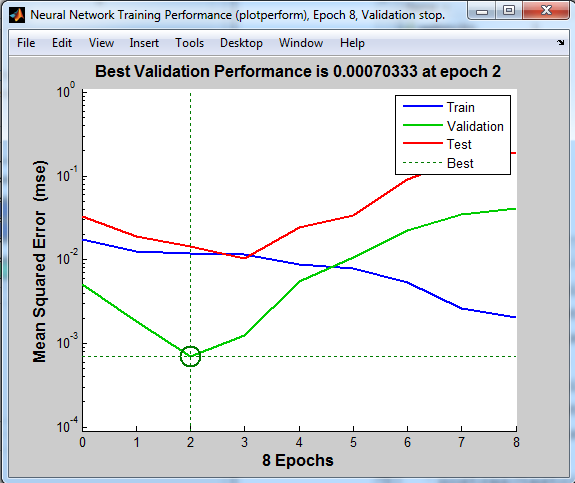 Neural Network Training Performance (plotperform), Epoch 8, Validation stop.
File Edit View Insert Tools Desktop Window Help
Best Validation Performance is 0.00070333 at epoch 2
Train
Validation
Test
Best
Mean Squared Error (mse)
10^0
10^-1
10^-2
10^-3
10^-4
0 1 2 3 4 5 6 7 8
8 Epochs